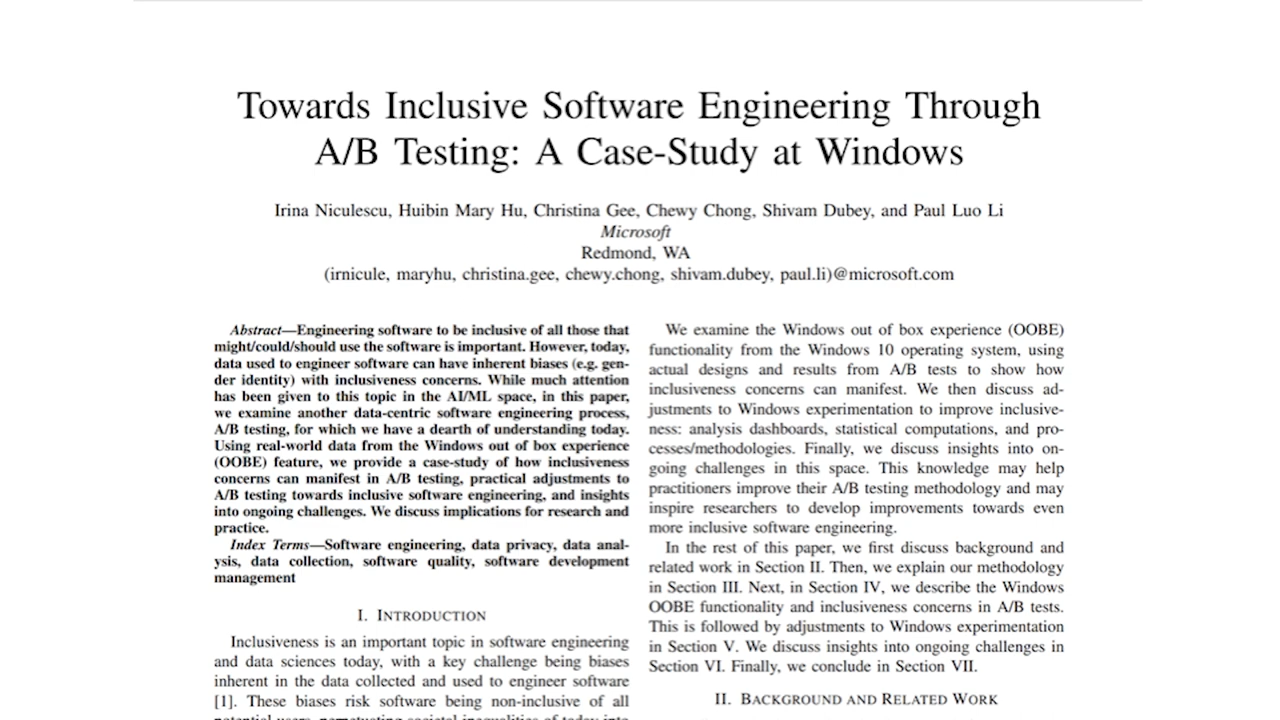 Towards Inclusive Software Engineering Through
A/B Testing: A Case-Study at Windows
Irina Niculescu, Huibin Mary Hu, Christina Gee, Chewy Chong, Shivam Dubey, and Paul Luo Li
Microsoft
Redmond, WA
(irnicule, maryhu, christina.gee, chewy.chong, shivam.dubey, paul.li)@microsoft.com
Abstract—Engineering software to be inclusive of all those that
might/could/should use the software is important. However, today,
data used to engineer software can have inherent biases (e.g. gen-
der identity) with inclusiveness concerns. While much attention
has been given to this topic in the AI/ML space, in this paper,
we examine another data-centric software engineering process,
A/B testing, for which we have a dearth of understanding today.
Using real-world data from the Windows out of box experience
(OOBE) feature, we provide a case-study of how inclusiveness
concerns can manifest in A/B testing, practical adjustments to
A/B testing towards inclusive software engineering, and insights
into ongoing challenges. We discuss implications for research and
practice.
Index Terms—Software engineering, data privacy, data anal-
ysis, data collection, software quality, software development
management
I. INTRODUCTION
Inclusiveness is an important topic in software engineering
and data sciences today, with a key challenge being biases
inherent in the data collected and used to engineer software
[1]. These biases risk software being non-inclusive of all
potential users, perpetuating societal inequalities of today into
We examine the Windows out of box experience (OOBE)
functionality from the Windows 10 operating system, using
actual designs and results from A/B tests to show how
inclusiveness concerns can manifest. We then discuss ad-
justments to Windows experimentation to improve inclusive-
ness: analysis dashboards, statistical computations, and pro-
cesses/methodologies. Finally, we discuss insights into on-
going challenges in this space. This knowledge may help
practitioners improve their A/B testing methodology and may
inspire researchers to develop improvements towards even
more inclusive software engineering.
In the rest of this paper, we first discuss background and
related work in Section II. Then, we explain our methodology
in Section III. Next, in Section IV, we describe the Windows
OOBE functionality and inclusiveness concerns in A/B tests.
This is followed by adjustments to Windows experimentation
in Section V. We discuss insights into ongoing challenges in
Section VI. Finally, we conclude in Section VII.
II. BACKGROUND AND RELATED WORK